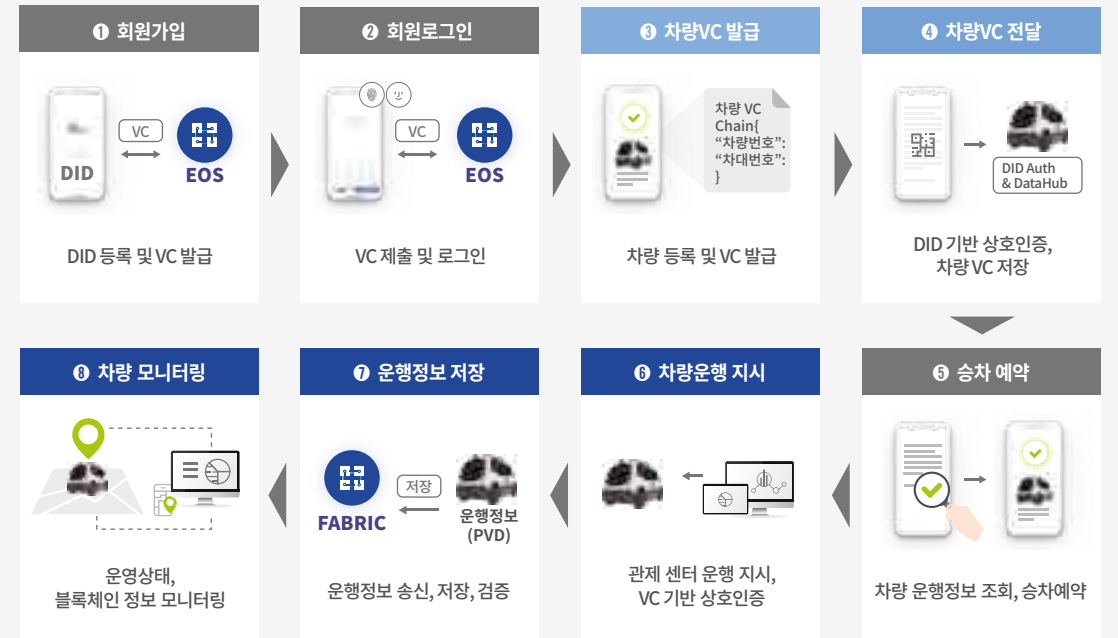 ❶ 회원가입
VC
DID
EOS
DID 등록 및 VC 발급
❷ 회원로그인
VC
EOS
VC 제출 및 로그인
❸ 차량VC 발급
차량 VC
Chain{
“차량번호”:
“차대번호”:
}
차량 등록 및 VC 발급
❹ 차량VC 전달
DID Auth
& DataHub
DID 기반 상호인증,
차량 VC 저장
❺ 승차 예약
차량 운행정보 조회, 승차예약
❻ 차량운행 지시
관제 센터 운행 지시,
VC 기반 상호인증
❼ 운행정보 저장
저장
FABRIC
운행정보
(PVD)
운행정보 송신, 저장, 검증
❽ 차량 모니터링
운영상태,
블록체인 정보 모니터링